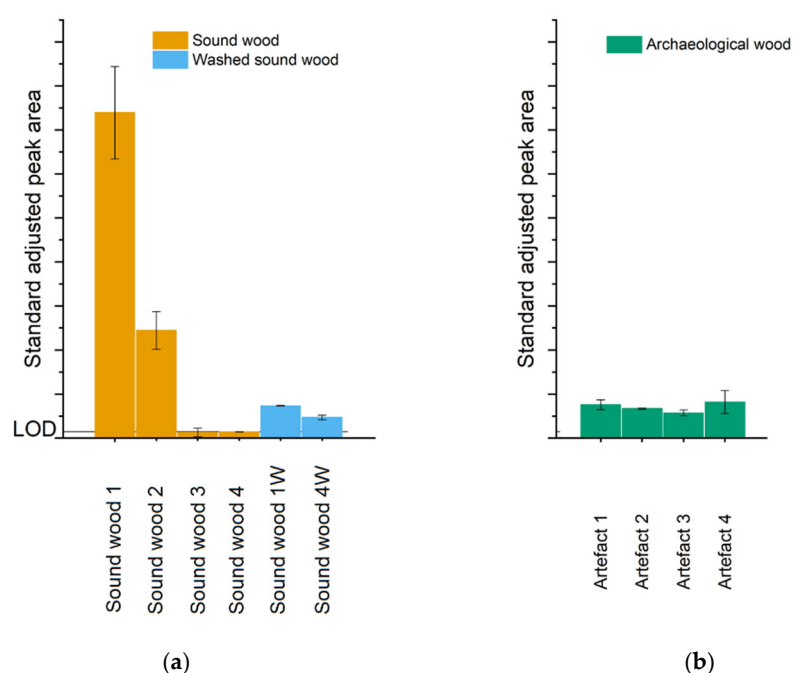 Sound wood
Washed sound wood
Standard adjusted peak area
LOD
Sound wood 1
Sound wood 2
Sound wood 3
Sound wood 4
Sound wood 1W
Sound wood 4W
(a)
Archaeological wood
Standard adjusted peak area
Artefact 1
Artefact 2
Artefact 3
Artefact 4
(b)